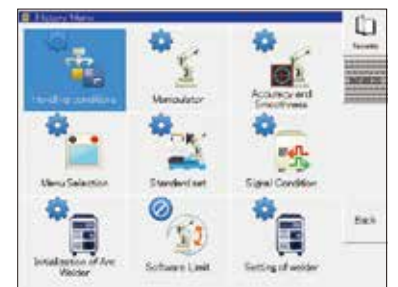 History Menu
Handling conditions
Manipulator
Accuracy and
Smoothness
Menu Selection
Standard set
Signal Condition
Back
Initialization of Arc
Welder
Software Limit
Setting of welder